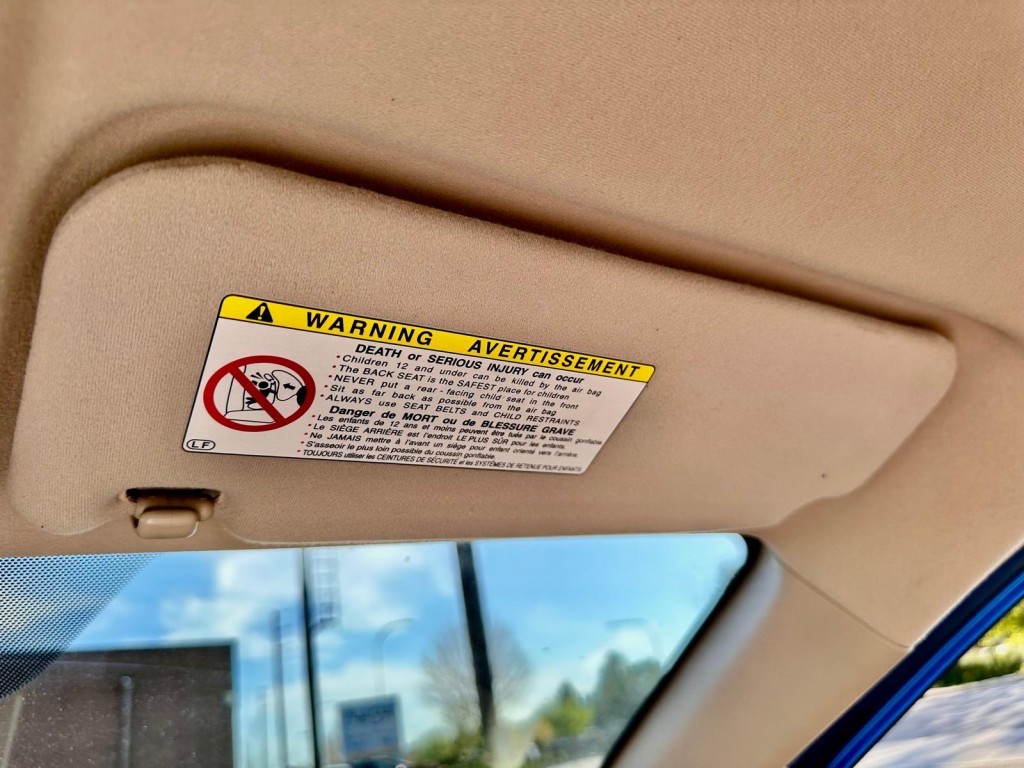 WARNING AVERTISSEMENT
DEATH or SERIOUS INJURY can occur
• Children 12 and under can be killed by the air bag
• The BACK SEAT is the SAFEST place for children
• NEVER put a rear - facing child seat in the front
• Sit as far back as possible from the air bag
• ALWAYS use SEAT BELTS and CHILD RESTRAINTS
Danger de MORT ou de BLESSURE GRAVE
• Les enfants de 12 ans et moins peuvent être tués par le coussin gonflable
• Le SIÈGE ARRIÈRE est l'endroit LE PLUS SÛR pour les enfants.
• Ne JAMAIS mettre à l'avant un siège pour enfant orienté vers l'arrière.
• S'asseoir le plus loin possible du coussin gonflable
• TOUJOURS utiliser les CEINTURES DE SÉCURITÉ et les SYSTÈMES DE RETENUE POUR ENFANTS.
LF